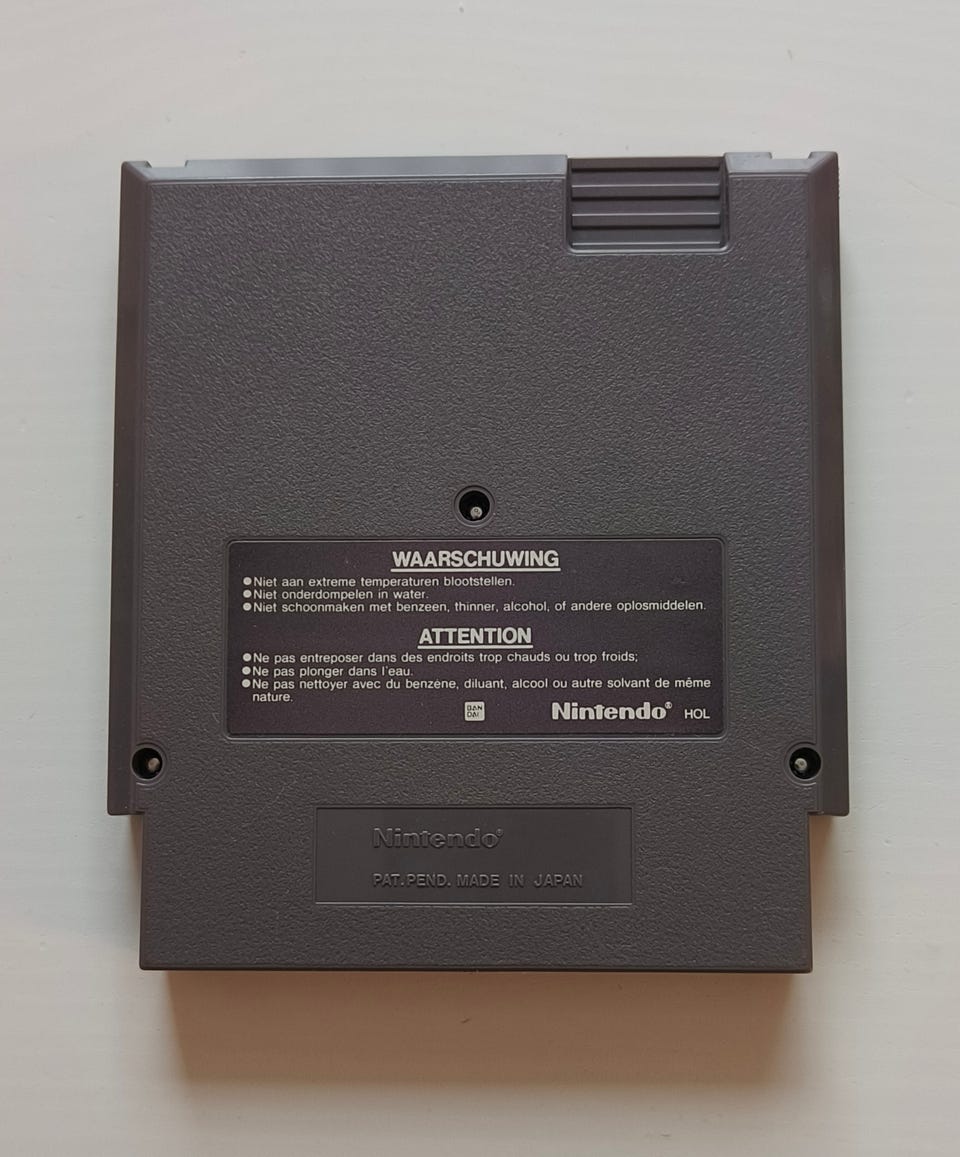 WAARSCHUWING
●Niet aan extreme temperaturen blootstellen.
●Niet onderdompelen in water.
●Niet schoonmaken met benzeen, thinner, alcohol, of andere oplosmiddelen.
ATTENTION
●Ne pas entreposer dans des endroits trop chauds ou trop froids;
●Ne pas plonger dans l'eau.
●Ne pas nettoyer avec du benzène, diluant, alcool ou autre solvant de même
nature.
BAN
DAI
Nintendo® HOL
Nintendo®
PAT. PEND. MADE IN JAPAN